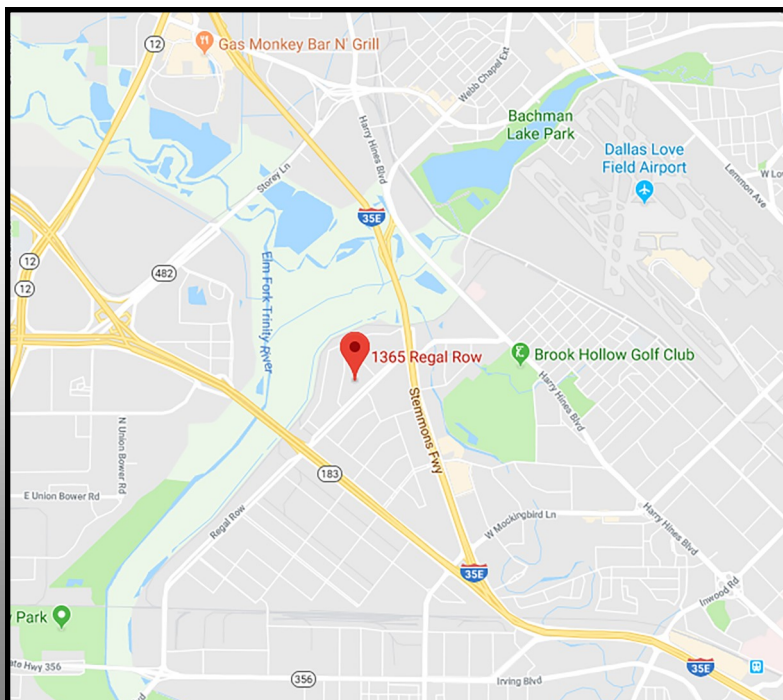 12
Gas Monkey Bar N' Grill
Webb Chapel Ext
Harry Hines Blvd
Bachman
Lake Park
Dallas Love
Field Airport
Lemmon Ave
Storey Ln
35E
12
12
482
Elm Fork Trinity River
1365 Regal Row
Brook Hollow Golf Club
Stemmons Fwy
Harry Hines Blvd
N Union Bower Rd
183
E Union Bower Rd
Regal Row
W Mockingbird Ln
Harry Hines Blvd
35E
Inwood Rd
Park
Hwy 356
356
Irving Blvd
35E